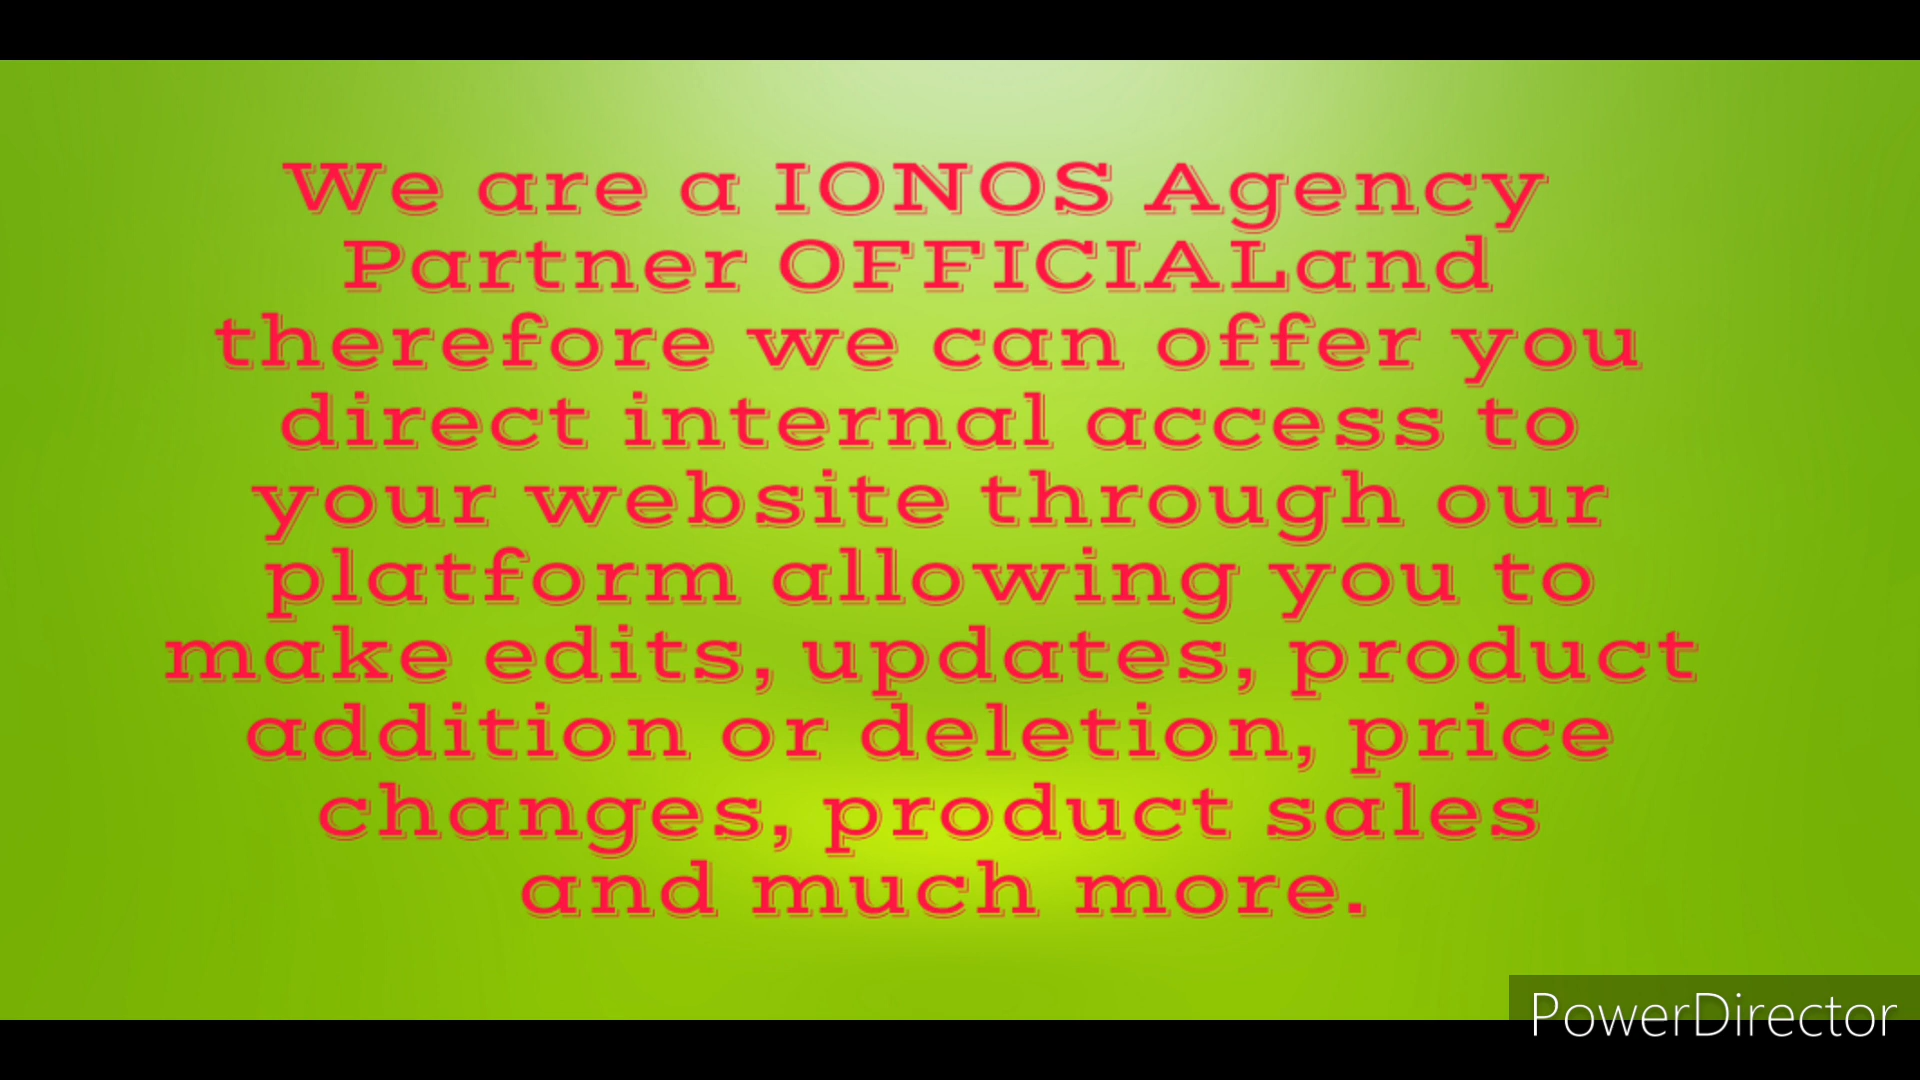 We are a IONOS Agency
Partner OFFICIALand
therefore we can offer you
direct internal access to
your website through our
platform allowing you to
make edits, updates, product
addition or deletion, price
changes, product sales
and much more.
PowerDirector